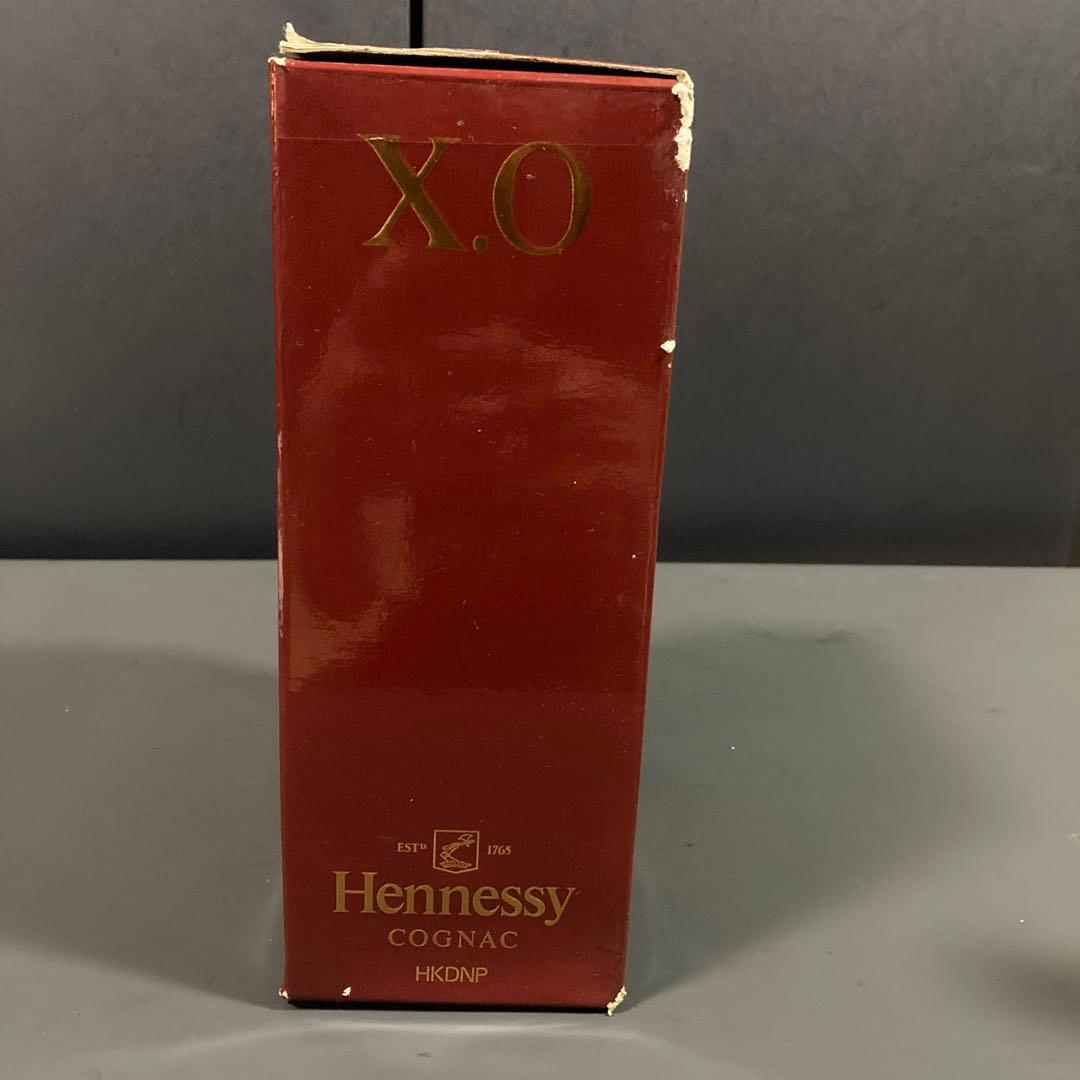 X.O
ESTᴰ 1765
Hennessy
COGNAC
HKDNP